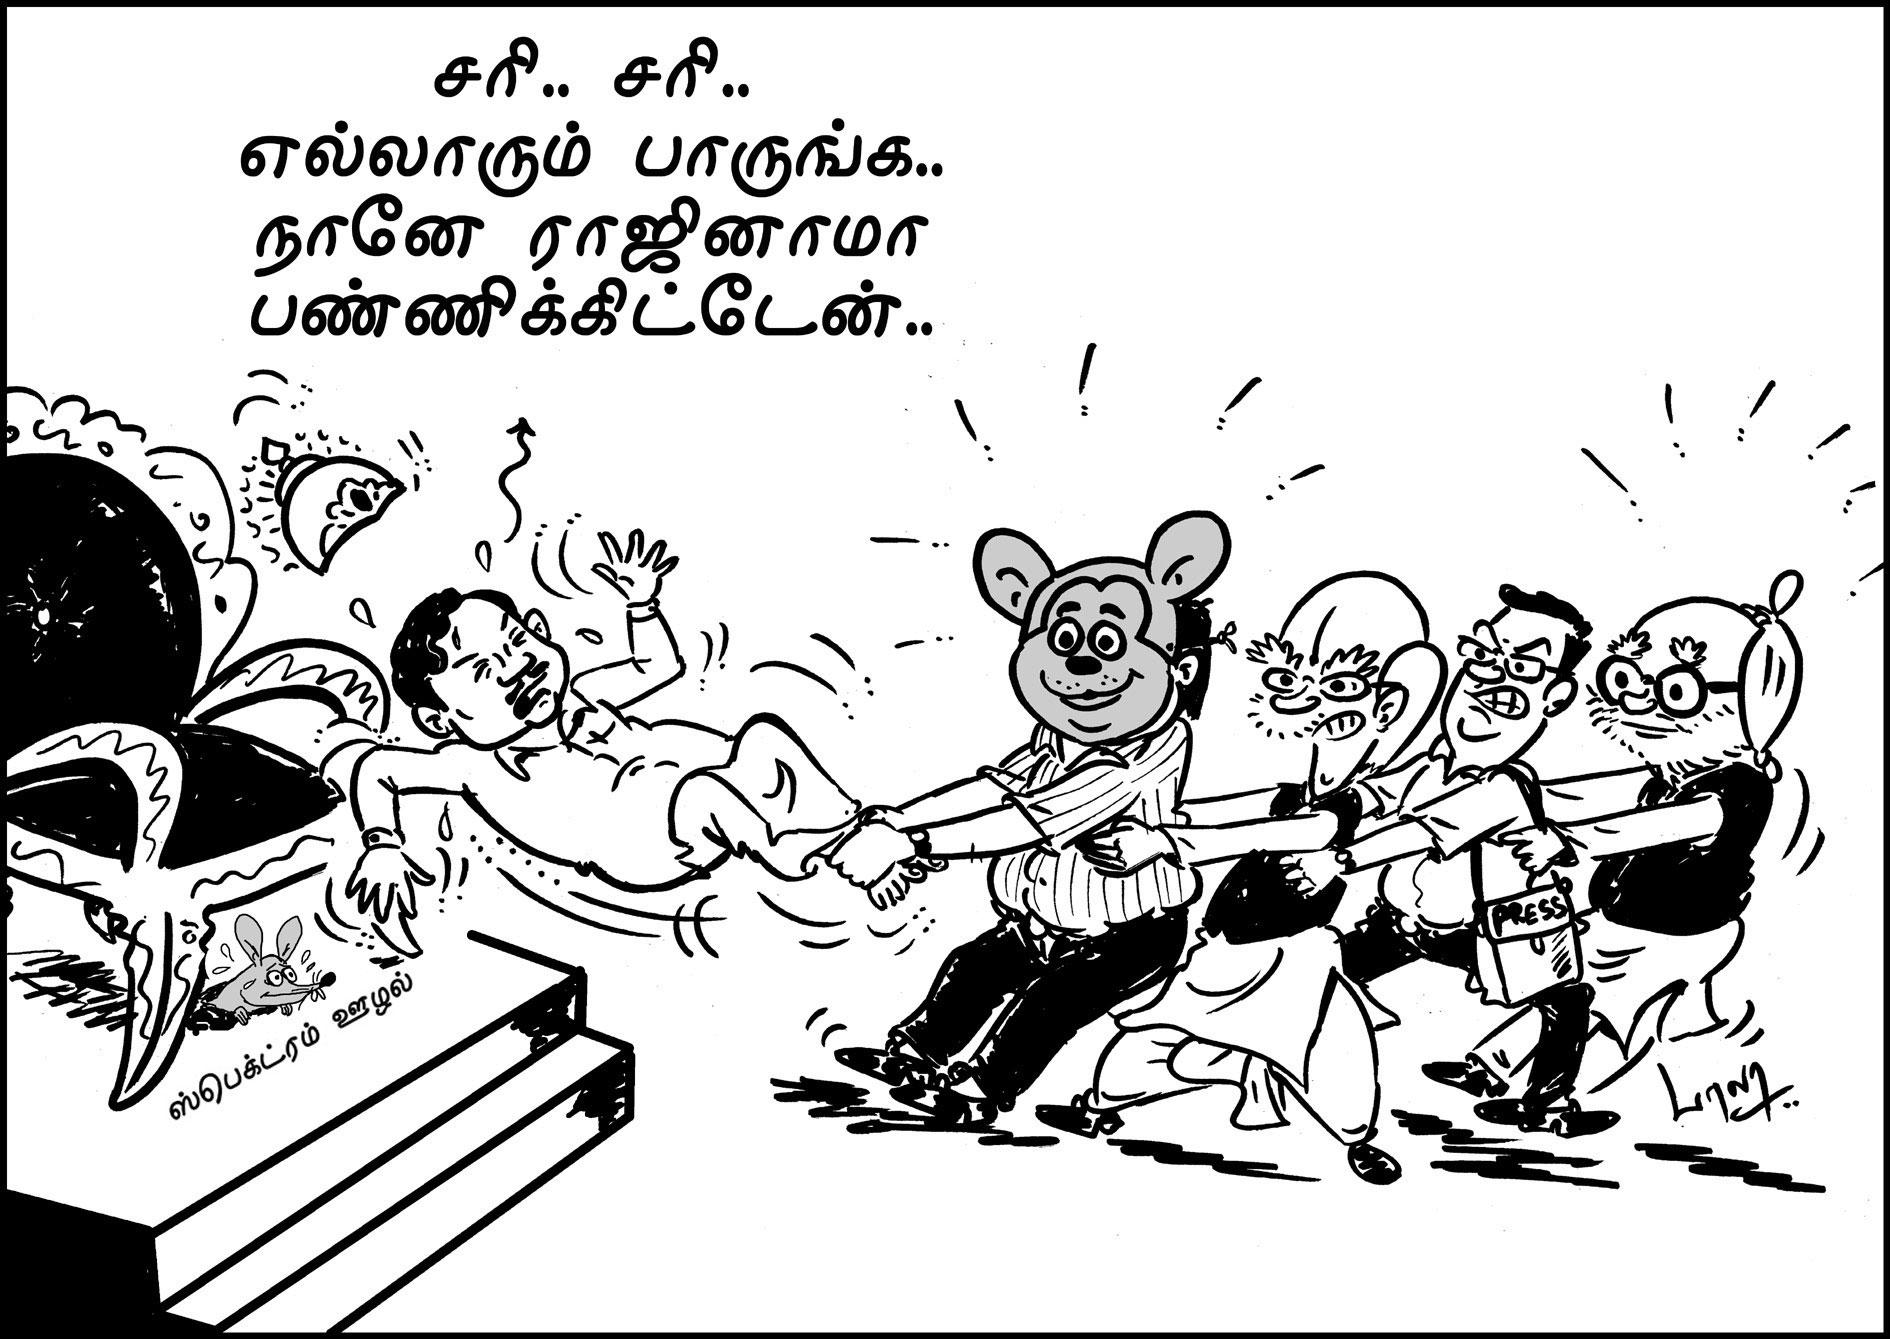 சரி.. சரி..
எல்லாரும் பாருங்க..
நானே ராஜினாமா
பண்ணிக்கிட்டேன்..
PRESS
ஸ்பெக்ட்ரம் ஊழல்
பாலா..